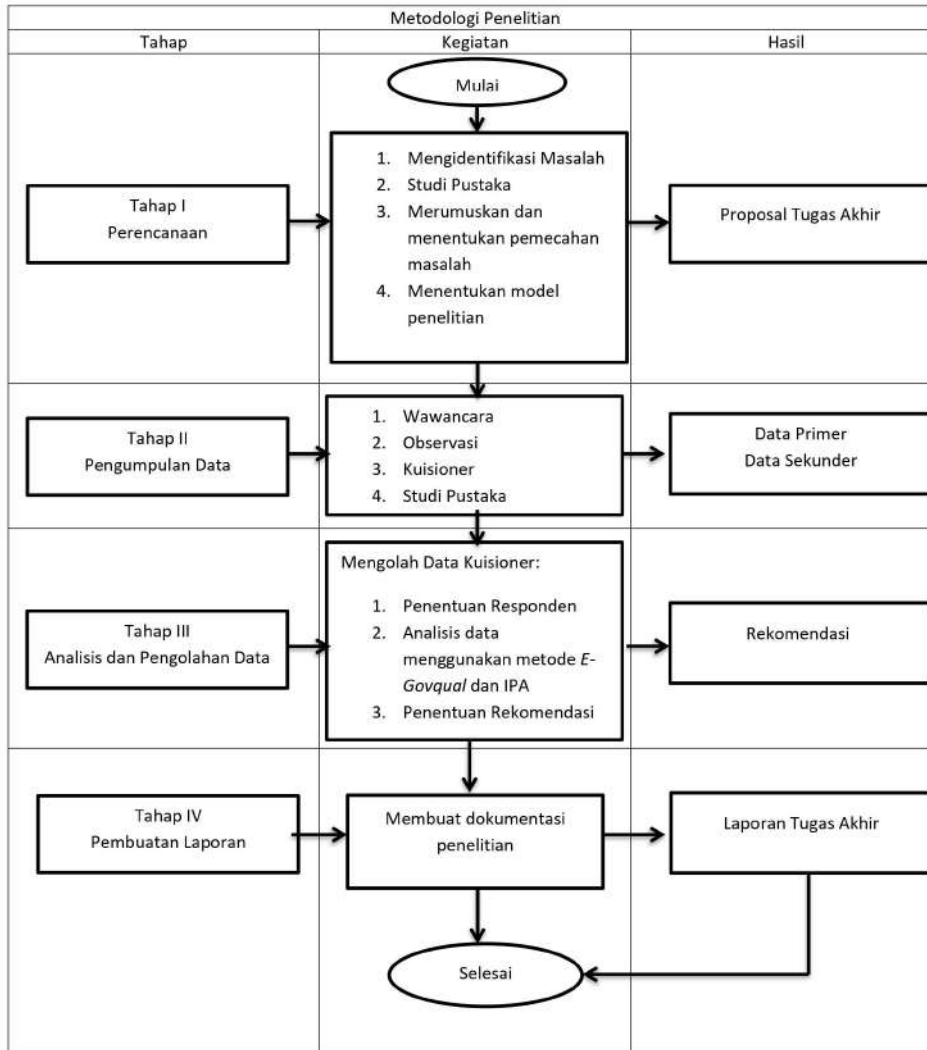 Metodologi Penelitian
Tahap
Kegiatan
Hasil
Mulai
Tahap I
Perencanaan
1. Mengidentifikasi Masalah
2. Studi Pustaka
3. Merumuskan dan
menentukan pemecahan
masalah
4. Menentukan model
penelitian
Proposal Tugas Akhir
Tahap II
Pengumpulan Data
1. Wawancara
2. Observasi
3. Kuisioner
4. Studi Pustaka
Data Primer
Data Sekunder
Tahap III
Analisis dan Pengolahan Data
Mengolah Data Kuisioner:
1. Penentuan Responden
2. Analisis data
menggunakan metode E-
Govqual dan IPA
3. Penentuan Rekomendasi
Rekomendasi
Tahap IV
Pembuatan Laporan
Membuat dokumentasi
penelitian
Laporan Tugas Akhir
Selesai